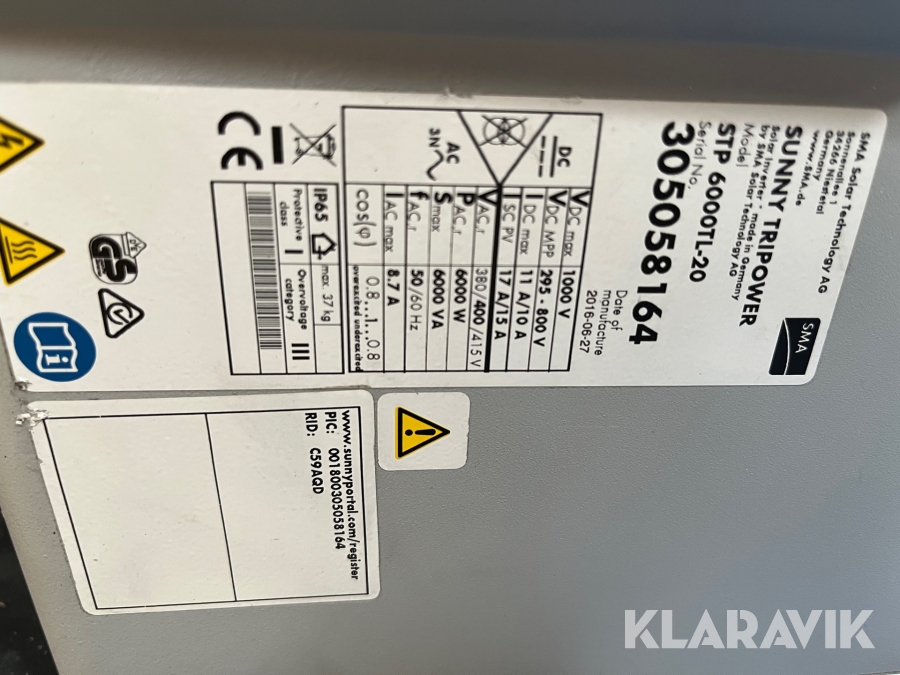 SMA Solar Technology AG
Sonnenallee 1
34266 Niestetal
Germany
www.SMA.de
SMA
SUNNY TRIPOWER
Solar Inverter - made in Germany
by SMA Solar Technology AG
Model
STP 6000TL-20
Serial No.
305058164
Date of
manufacture
2016-06-27
DC
V DC max 1000 V
V DC MPP 295 - 800 V
I DC max 11 A/10 A
I SC PV 17 A/15 A
AC
3N
V AC, r 380/400/415 V
P AC, r 6000 W
S max 6000 VA
f AC, r 50/60 Hz
I AC max 8.7 A
cos(φ) 0.8...1...0.8
overexcited underexcited
IP65 max. 37 kg
Protective class I Overvoltage category III
CE
GS
www.sunnyportal.com/register
PIC: 001800305058164
RID: C59AQD
KLARAVIK